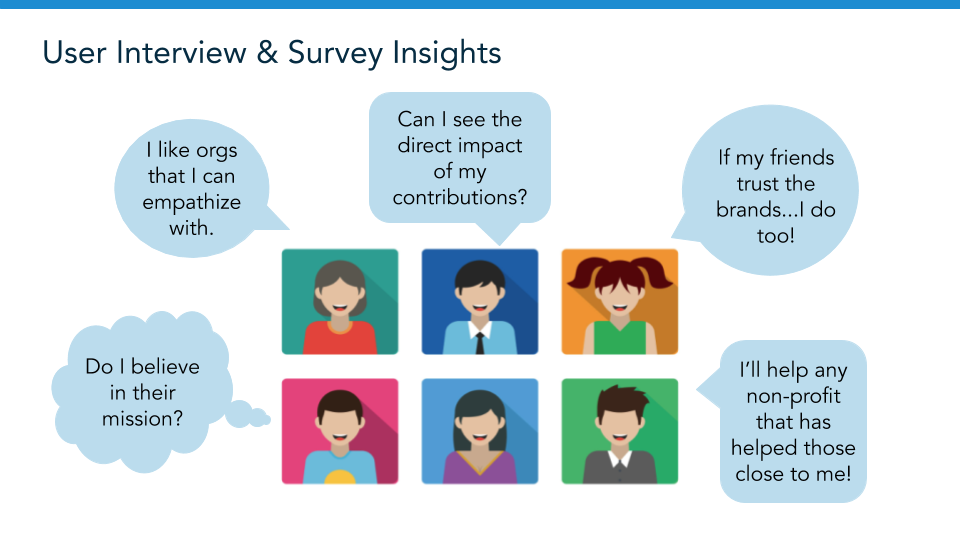 User Interview & Survey Insights
I like orgs
that I can
empathize
with.
Can I see the
direct impact
of my
contributions?
If my friends
trust the
brands...I do
too!
Do I believe
in their
mission?
I’ll help any
non-profit
that has
helped those
close to me!